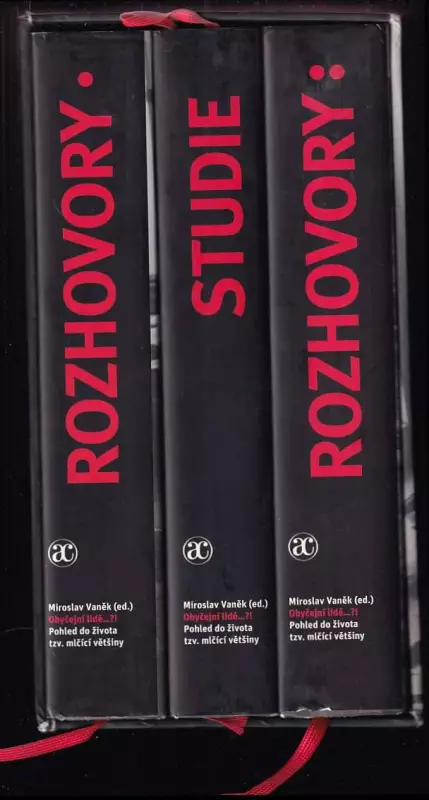 ROZHOVORY.
ac
Miroslav Vaněk (ed.)
Obyčejní lidé...?!
Pohled do života
tzv. mlčící většiny
STUDIE
ac
Miroslav Vaněk (ed.)
Obyčejní lidé...?!
Pohled do života
tzv. mlčící většiny
ROZHOVORY:
ac
Miroslav Vaněk (ed.)
Obyčejní lidé...?!
Pohled do života
tzv. mlčící většiny